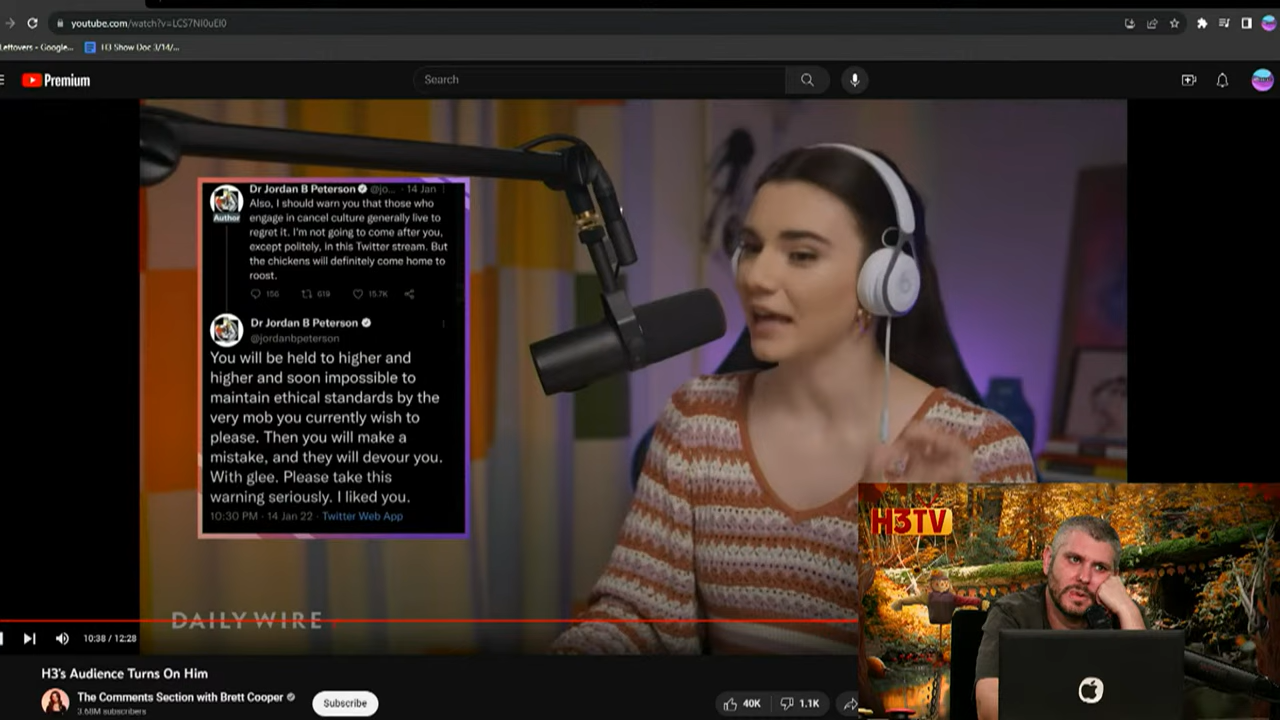 youtube.com/watch?v=LCS7NI0uEI0
Leftovers - Google...
H3 Show Doc 3/14/...
Premium
Search
Dr Jordan B Peterson @jo... · 14 Jan
Author
Also, I should warn you that those who
engage in cancel culture generally live to
regret it. I'm not going to come after you,
except politely, in this Twitter stream. But
the chickens will definitely come home to
roost.
156 619 15.7K
Dr Jordan B Peterson
@jordanbpeterson
You will be held to higher and
higher and soon impossible to
maintain ethical standards by the
very mob you currently wish to
please. Then you will make a
mistake, and they will devour you.
With glee. Please take this
warning seriously. I liked you.
10:30 PM · 14 Jan 22 · Twitter Web App
H3TV
DAILY WIRE
10:38 / 12:28
H3's Audience Turns On Him
The Comments Section with Brett Cooper
3.68M subscribers
Subscribe
40K
1.1K